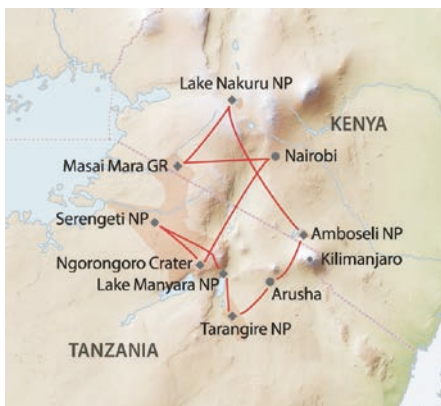 Lake Nakuru NP
KENYA
Nairobi
Masai Mara GR
Serengeti NP
Amboseli NP
Ngorongoro Crater
Kilimanjaro
Lake Manyara NP
Arusha
Tarangire NP
TANZANIA